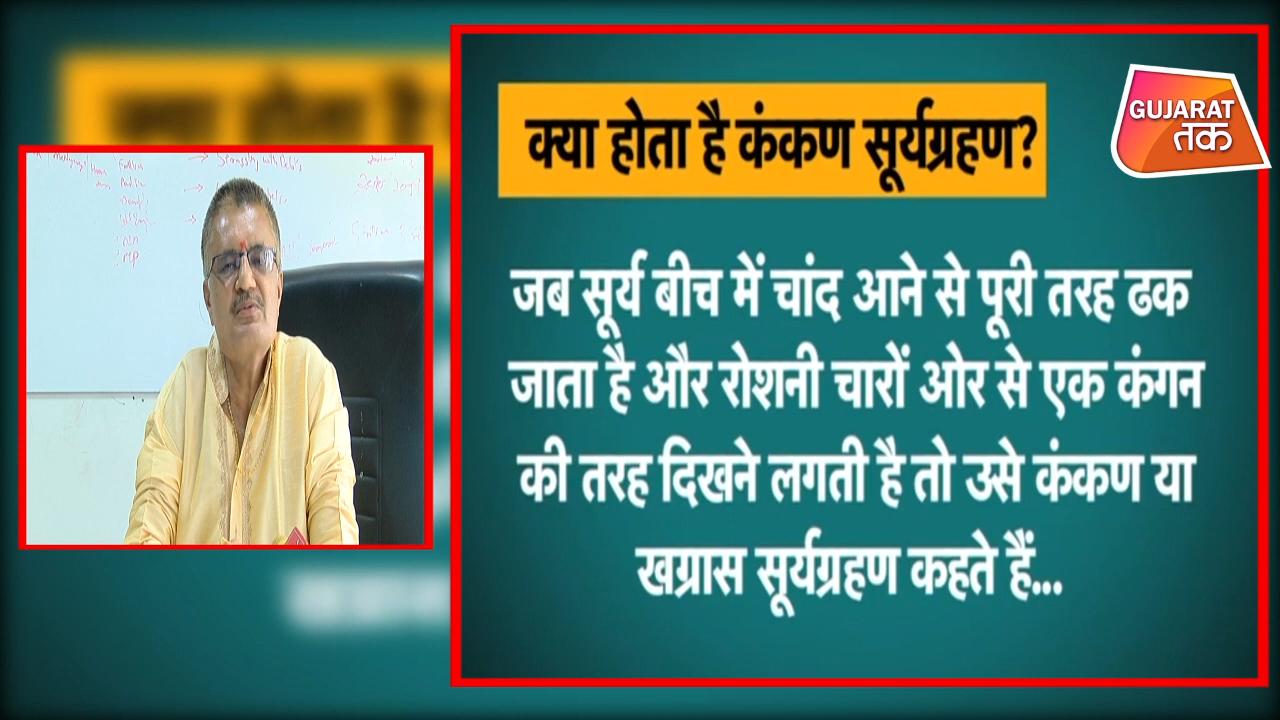 क्या होता है कंकण सूर्यग्रहण?
GUJARAT
तक
जब सूर्य बीच में चांद आने से पूरी तरह ढक
जाता है और रोशनी चारों ओर से एक कंगन
की तरह दिखने लगती है तो उसे कंकण या
खग्रास सूर्यग्रहण कहते हैं...